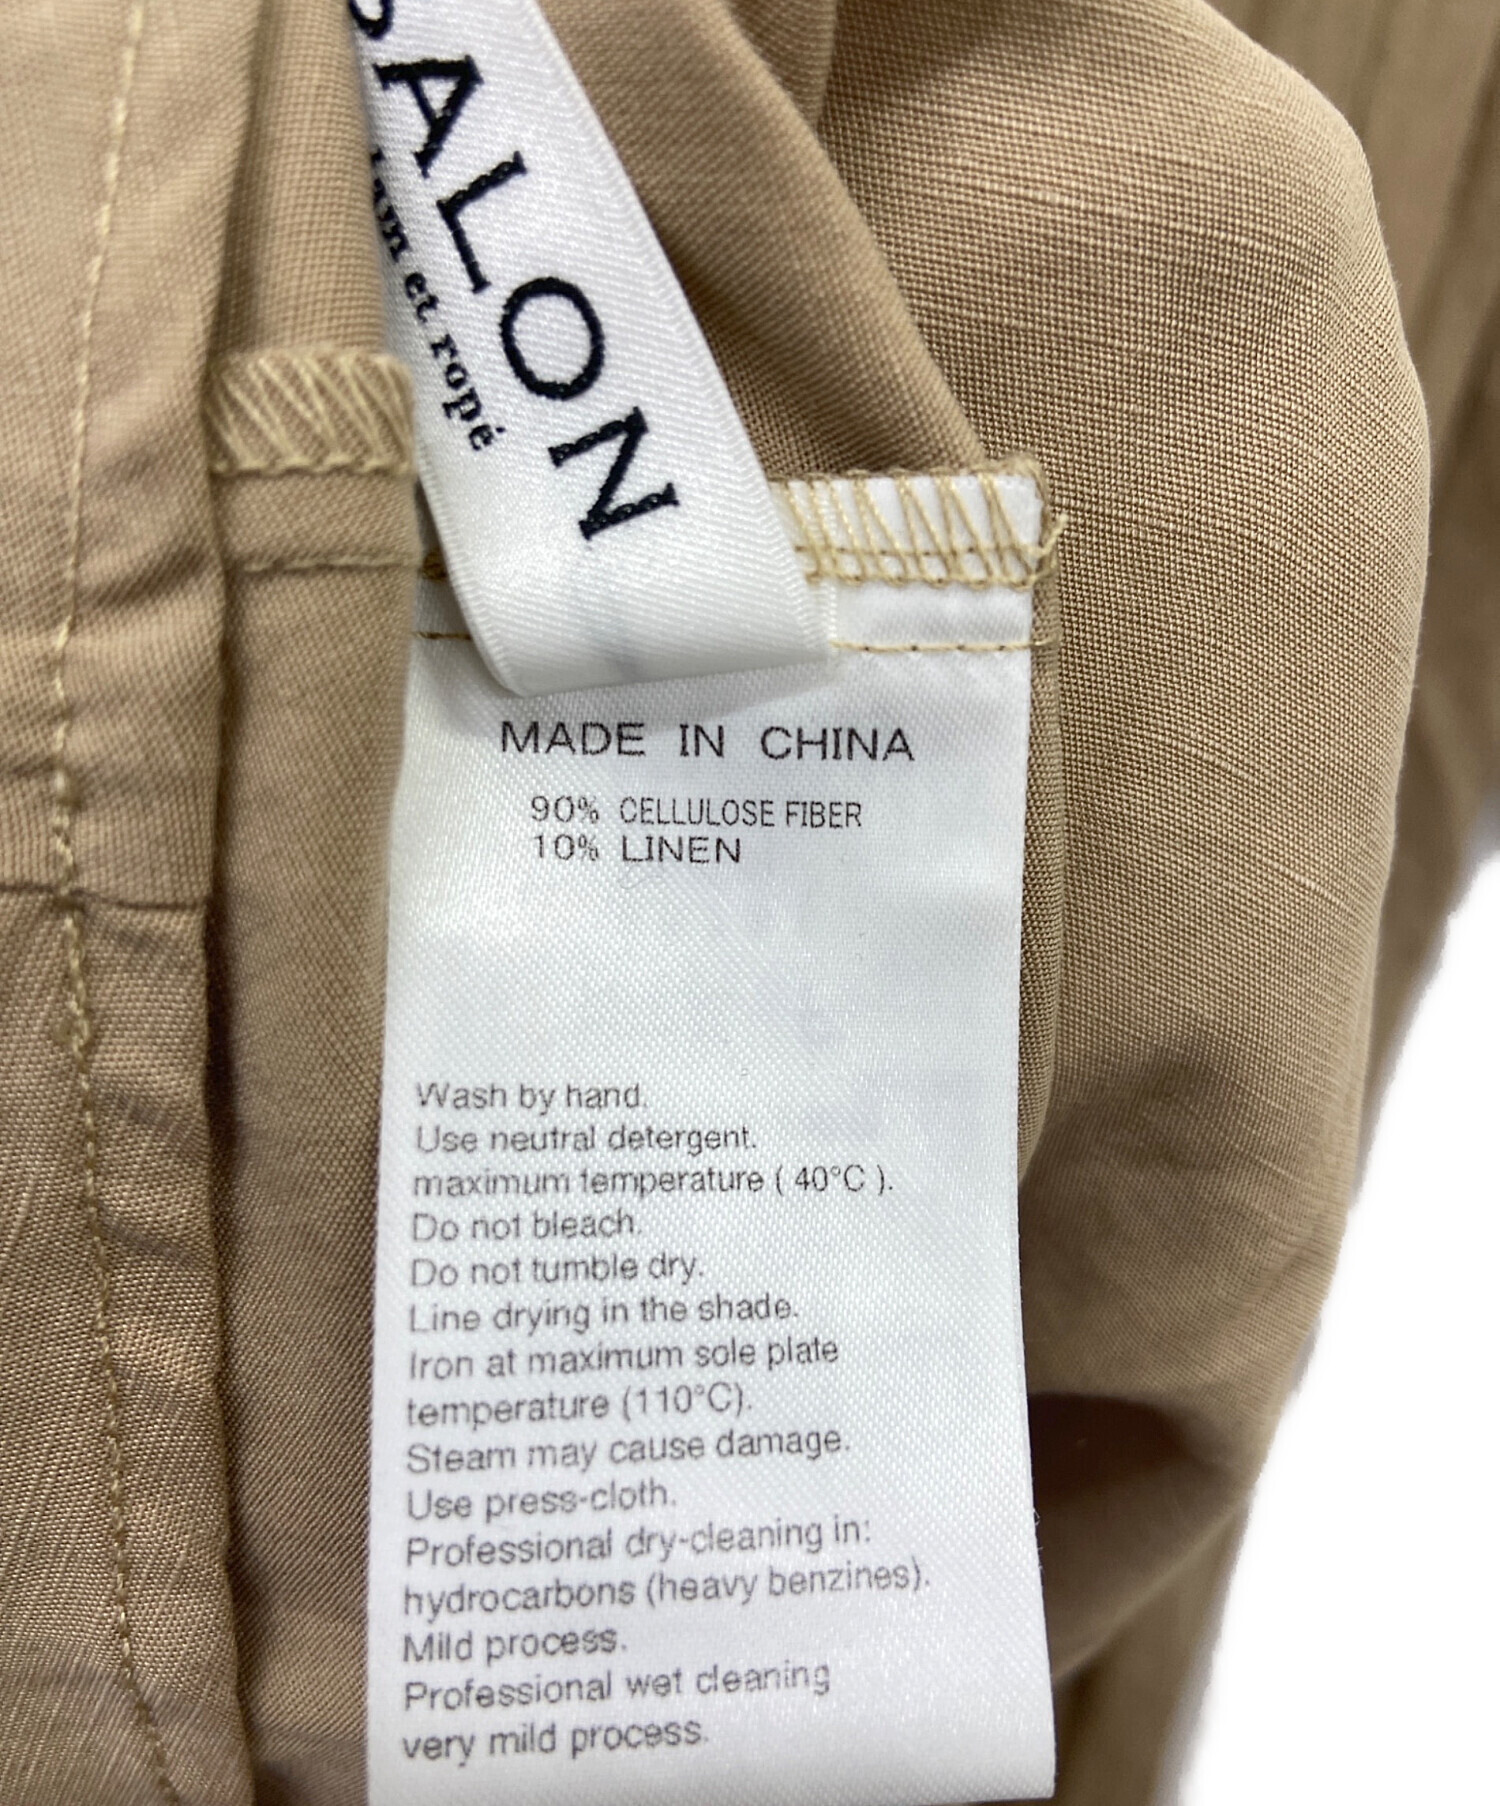 SALON
et ropé
MADE IN CHINA
90% CELLULOSE FIBER
10% LINEN
Wash by hand.
Use neutral detergent.
maximum temperature ( 40°C ).
Do not bleach.
Do not tumble dry.
Line drying in the shade.
Iron at maximum sole plate
temperature (110°C).
Steam may cause damage.
Use press-cloth.
Professional dry-cleaning in:
hydrocarbons (heavy benzines).
Mild process.
Professional wet cleaning
very mild process.